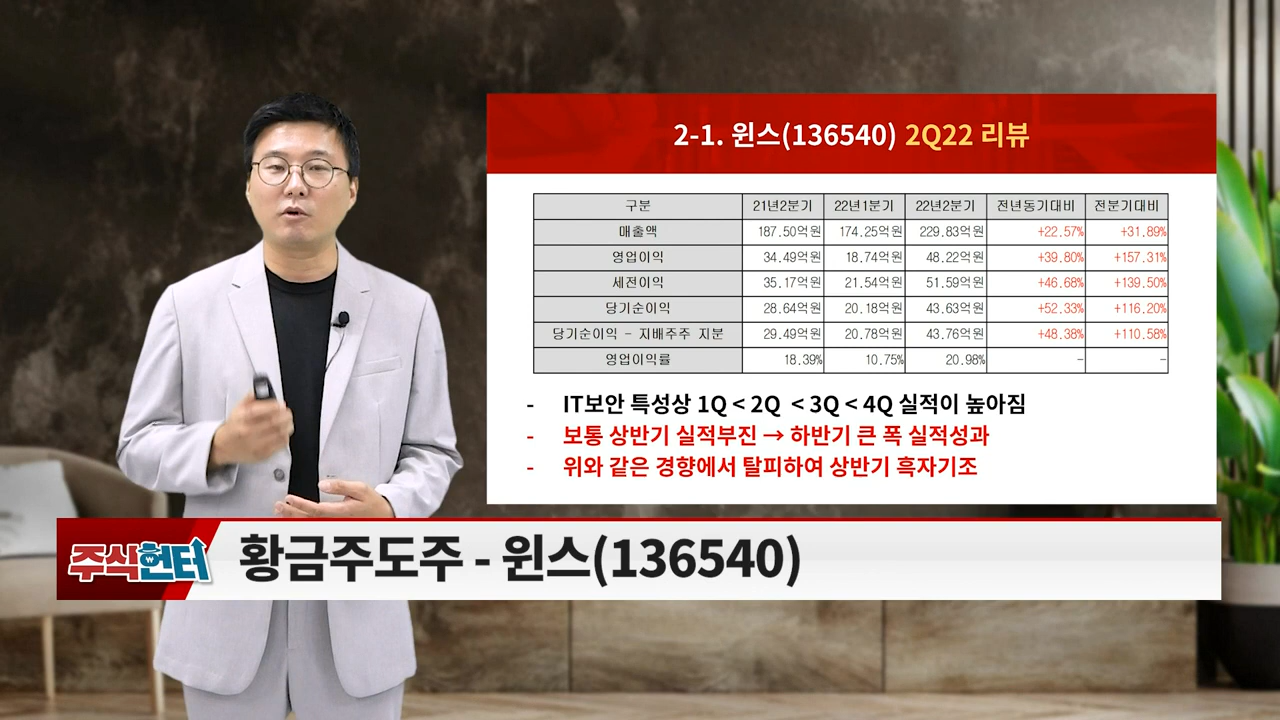 2-1. 윈스(136540) 2Q22 리뷰
구분 21년2분기 22년1분기 22년2분기 전년동기대비 전분기대비
매출액 187.50억원 174.25억원 229.83억원 +22.57% +31.89%
영업이익 34.49억원 18.74억원 48.22억원 +39.80% +157.31%
세전이익 35.17억원 21.54억원 51.59억원 +46.68% +139.50%
당기순이익 28.64억원 20.18억원 43.63억원 +52.33% +116.20%
당기순이익 - 지배주주 지분 29.49억원 20.78억원 43.76억원 +48.38% +110.58%
영업이익률 18.39% 10.75% 20.98% - -
- IT보안 특성상 1Q < 2Q < 3Q < 4Q 실적이 높아짐
- 보통 상반기 실적부진 → 하반기 큰 폭 실적성과
- 위와 같은 경향에서 탈피하여 상반기 흑자기조
주식헌터
황금주도주 - 윈스(136540)